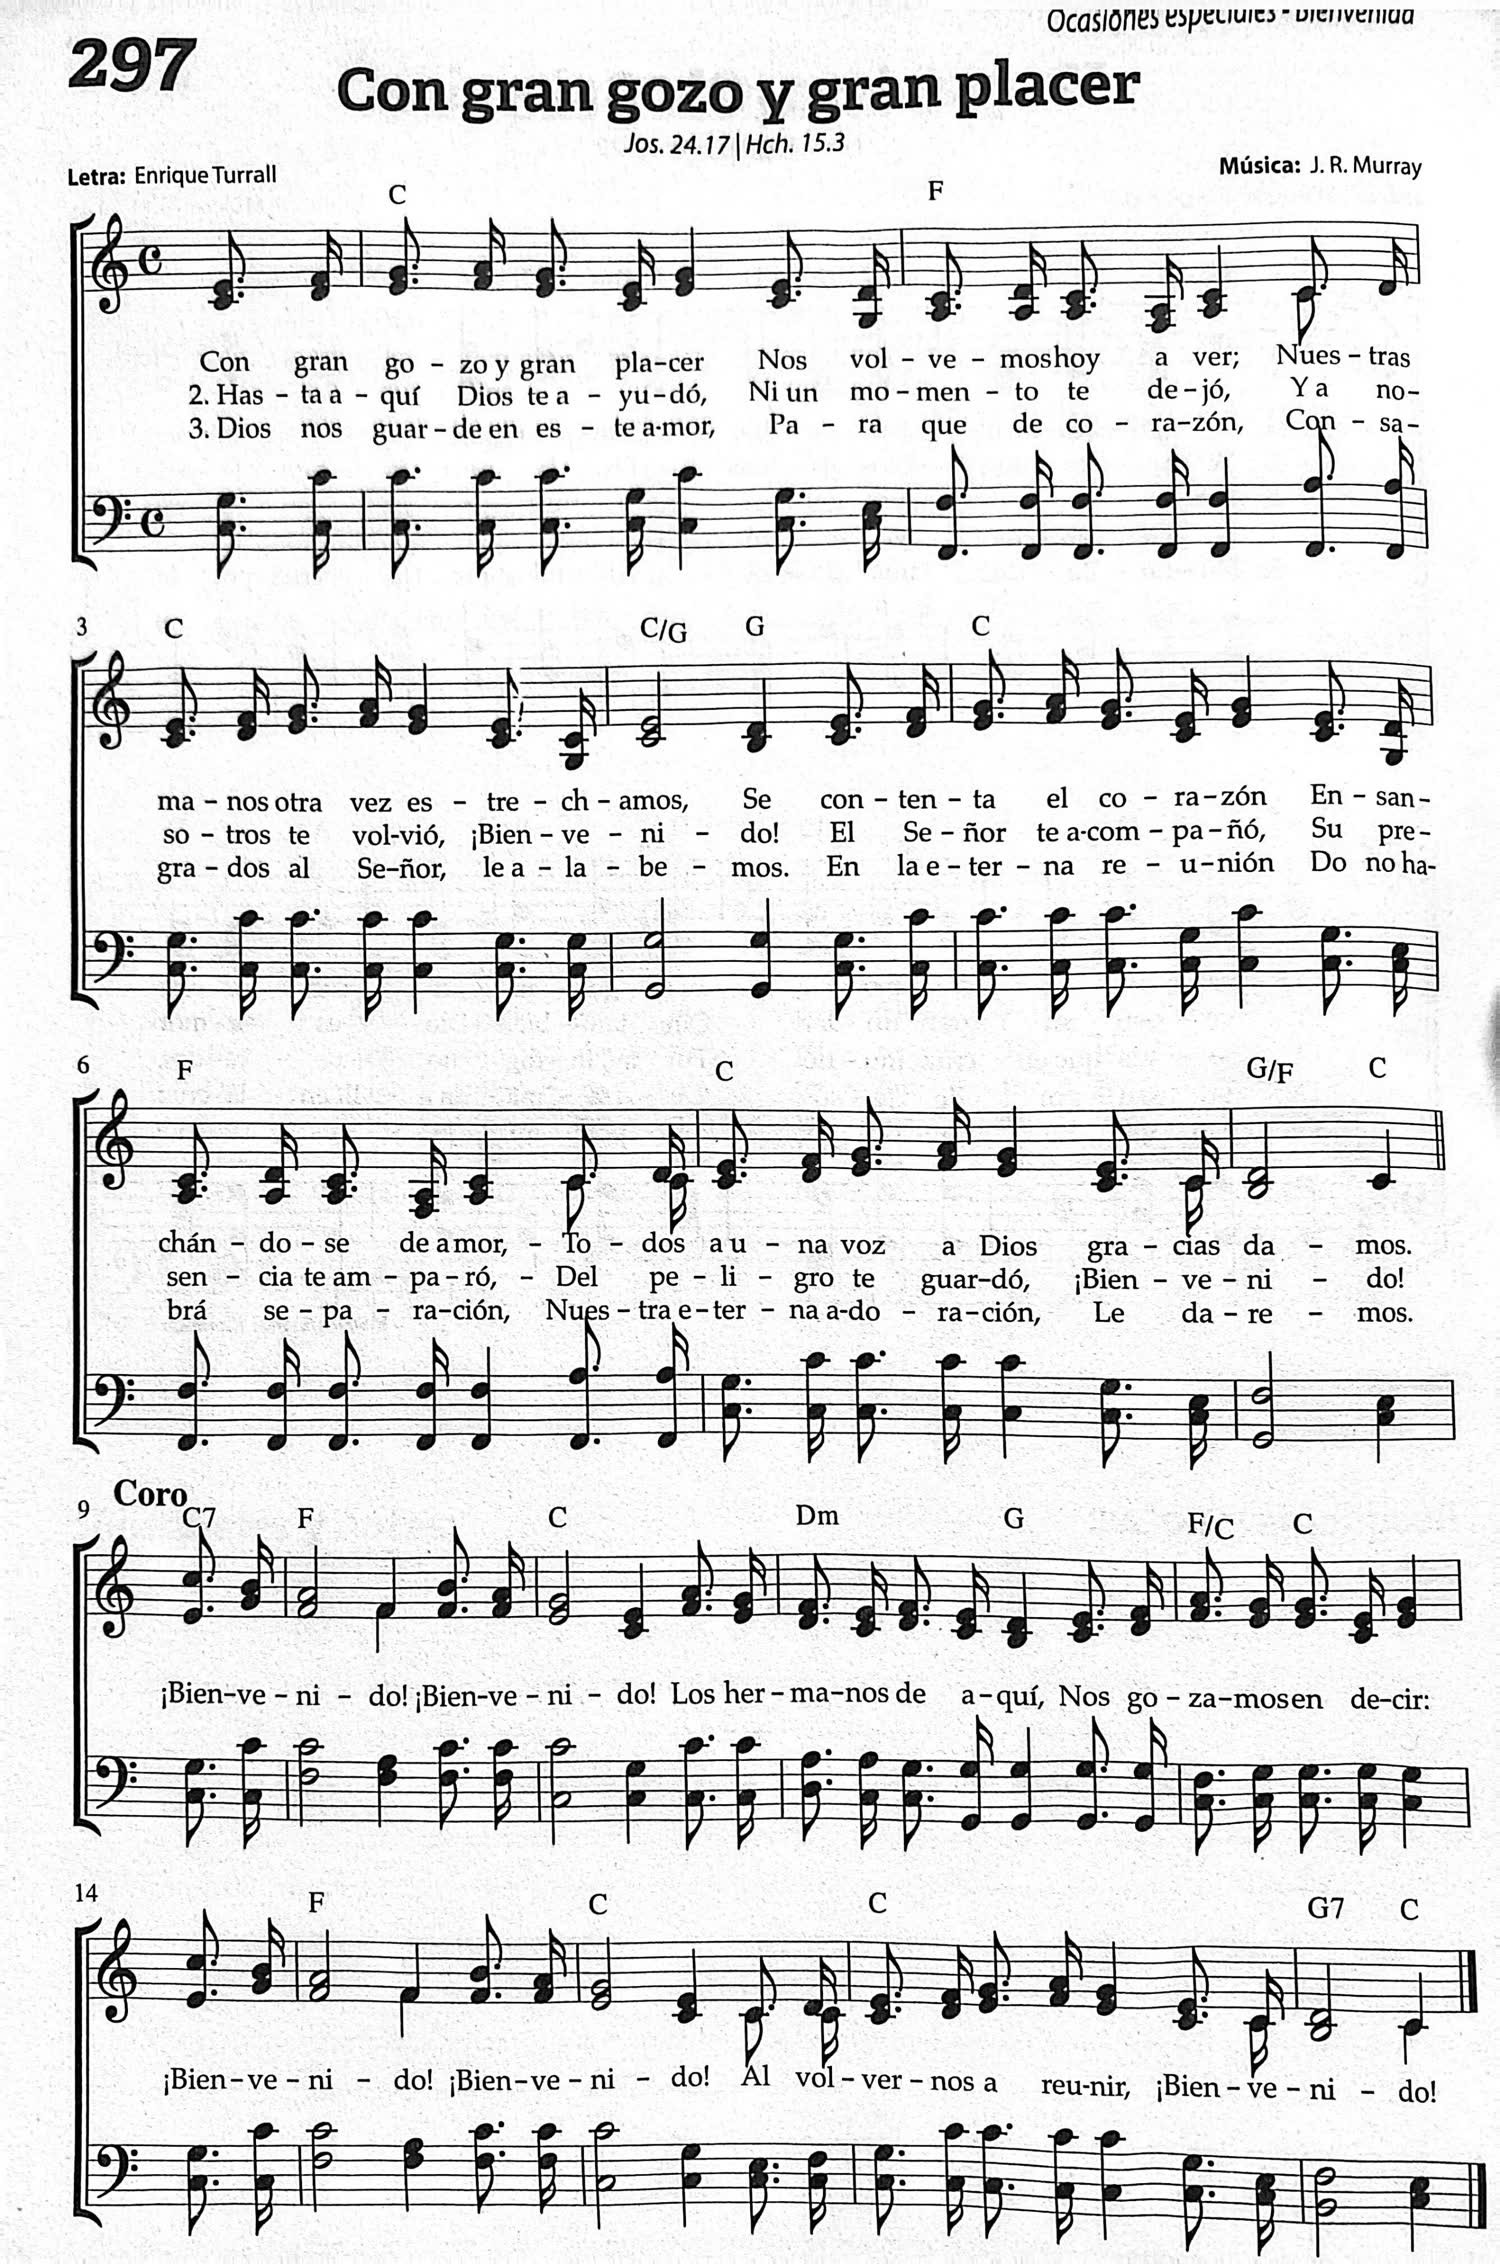 Ocasiones especiales - Bienvenida
297
Con gran gozo y gran placer
Jos. 24.17 | Hch. 15.3
Letra: Enrique Turrall
Música: J. R. Murray
C F
Con gran go - zo y gran pla-cer Nos vol - ve - mos hoy a ver; Nues - tras
2. Has - ta a - quí Dios te a - yu-dó, Ni un mo-men - to te de-jó, Y a no-
3. Dios nos guar-de en es - te a-mor, Pa - ra que de co - ra-zón, Con - sa-
3
C C/G G C
ma - nos otra vez es - tre - ch - amos, Se con - ten - ta el co - ra-zón En - san-
so - tros te vol-vió, ¡Bien - ve - ni - do! El Se - ñor te a-com - pa - ñó, Su pre-
gra - dos al Se-ñor, le a - la - be - mos. En la e - ter - na re - u-nión Do no ha-
6
F C G/F C
chán - do - se de amor, - To - dos a u - na voz a Dios gra - cias da - mos.
sen - cia te am - pa-ró, - Del pe - li - gro te guar-dó, ¡Bien - ve - ni - do!
brá se - pa - ra-ción, Nues - tra e-ter - na a-do - ra-ción, Le da - re - mos.
Coro
9
C7 F C Dm G F/C C
¡Bien-ve - ni - do! ¡Bien-ve - ni - do! Los her - ma-nos de a-quí, Nos go - za-mos en de-cir:
14
F C C G7 C
¡Bien-ve - ni - do! ¡Bien-ve - ni - do! Al vol-ver-nos a reu-nir, ¡Bien - ve - ni - do!